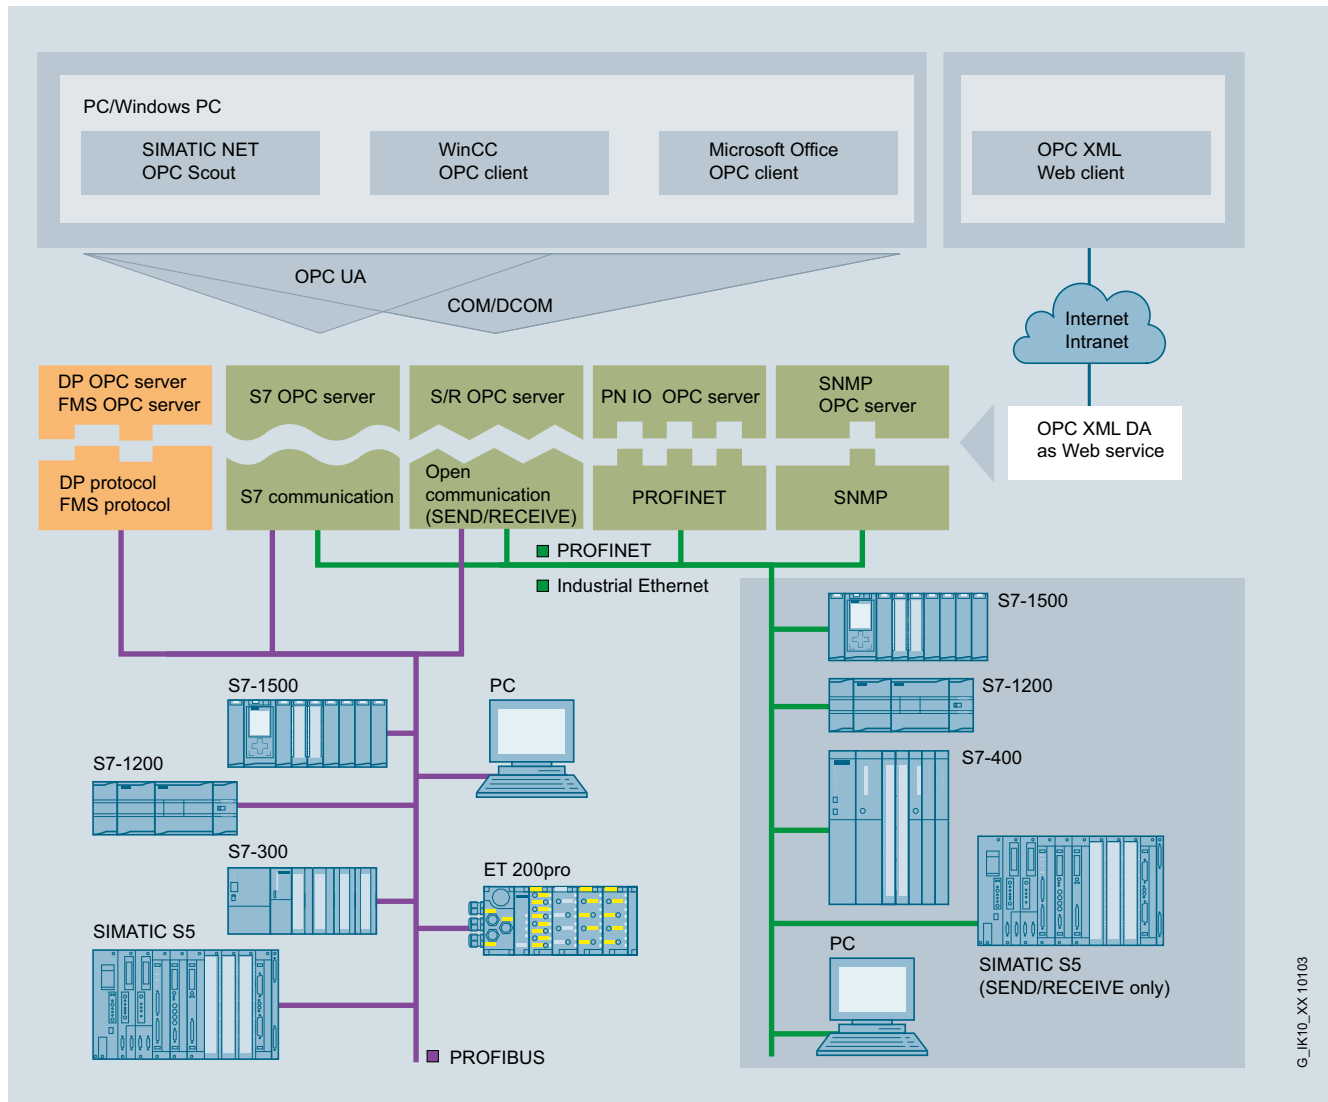 PC/Windows PC
SIMATIC NET
OPC Scout
WinCC
OPC client
Microsoft Office
OPC client
OPC XML
Web client
OPC UA
COM/DCOM
Internet
Intranet
DP OPC server
FMS OPC server
S7 OPC server
S/R OPC server
PN IO OPC server
SNMP
OPC server
OPC XML DA
as Web service
DP protocol
FMS protocol
S7 communication
Open
communication
(SEND/RECEIVE)
PROFINET
SNMP
PROFINET
Industrial Ethernet
S7-1500
S7-1200
S7-400
SIMATIC S5
(SEND/RECEIVE only)
PC
S7-1500
PC
S7-1200
S7-300
ET 200pro
SIMATIC S5
PROFIBUS
G_IK10_XX 10103